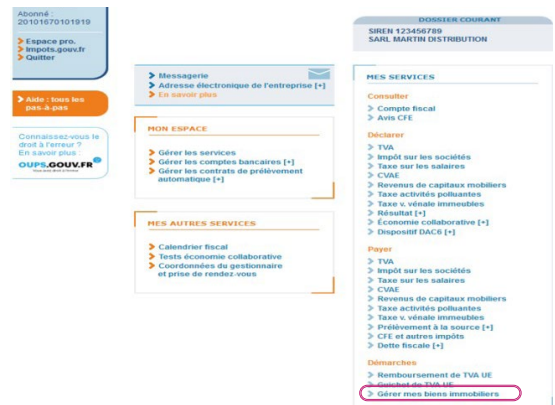 Abonné :
20101670101919
Espace pro.
Impots.gouv.fr
Quitter
Aide : tous les
pas-à-pas
Connaissez-vous le
droit à l'erreur ?
En savoir plus :
OUPS.GOUV.FR
Messagerie
Adresse électronique de l'entreprise [+]
En savoir plus
MON ESPACE
Gérer les services
Gérer les comptes bancaires [+]
Gérer les contrats de prélèvement
automatique [+]
MES AUTRES SERVICES
Calendrier fiscal
Tests économie collaborative
Coordonnées du gestionnaire
et prise de rendez-vous
DOSSIER COURANT
SIREN 123456789
SARL MARTIN DISTRIBUTION
MES SERVICES
Consulter
Compte fiscal
Avis CFE
Déclarer
TVA
Impôt sur les sociétés
Taxe sur les salaires
CVAE
Revenus de capitaux mobiliers
Taxe activités polluantes
Taxe v. vénale immeubles
Résultat [+]
Économie collaborative [+]
Dispositif DAC6 [+]
Payer
TVA
Impôt sur les sociétés
Taxe sur les salaires
CVAE
Revenus de capitaux mobiliers
Taxe activités polluantes
Taxe v. vénale immeubles
Prélèvement à la source [+]
CFE et autres impôts
Dette fiscale [+]
Démarches
Remboursement de TVA UE
Guichet de TVA UE
Gérer mes biens immobiliers